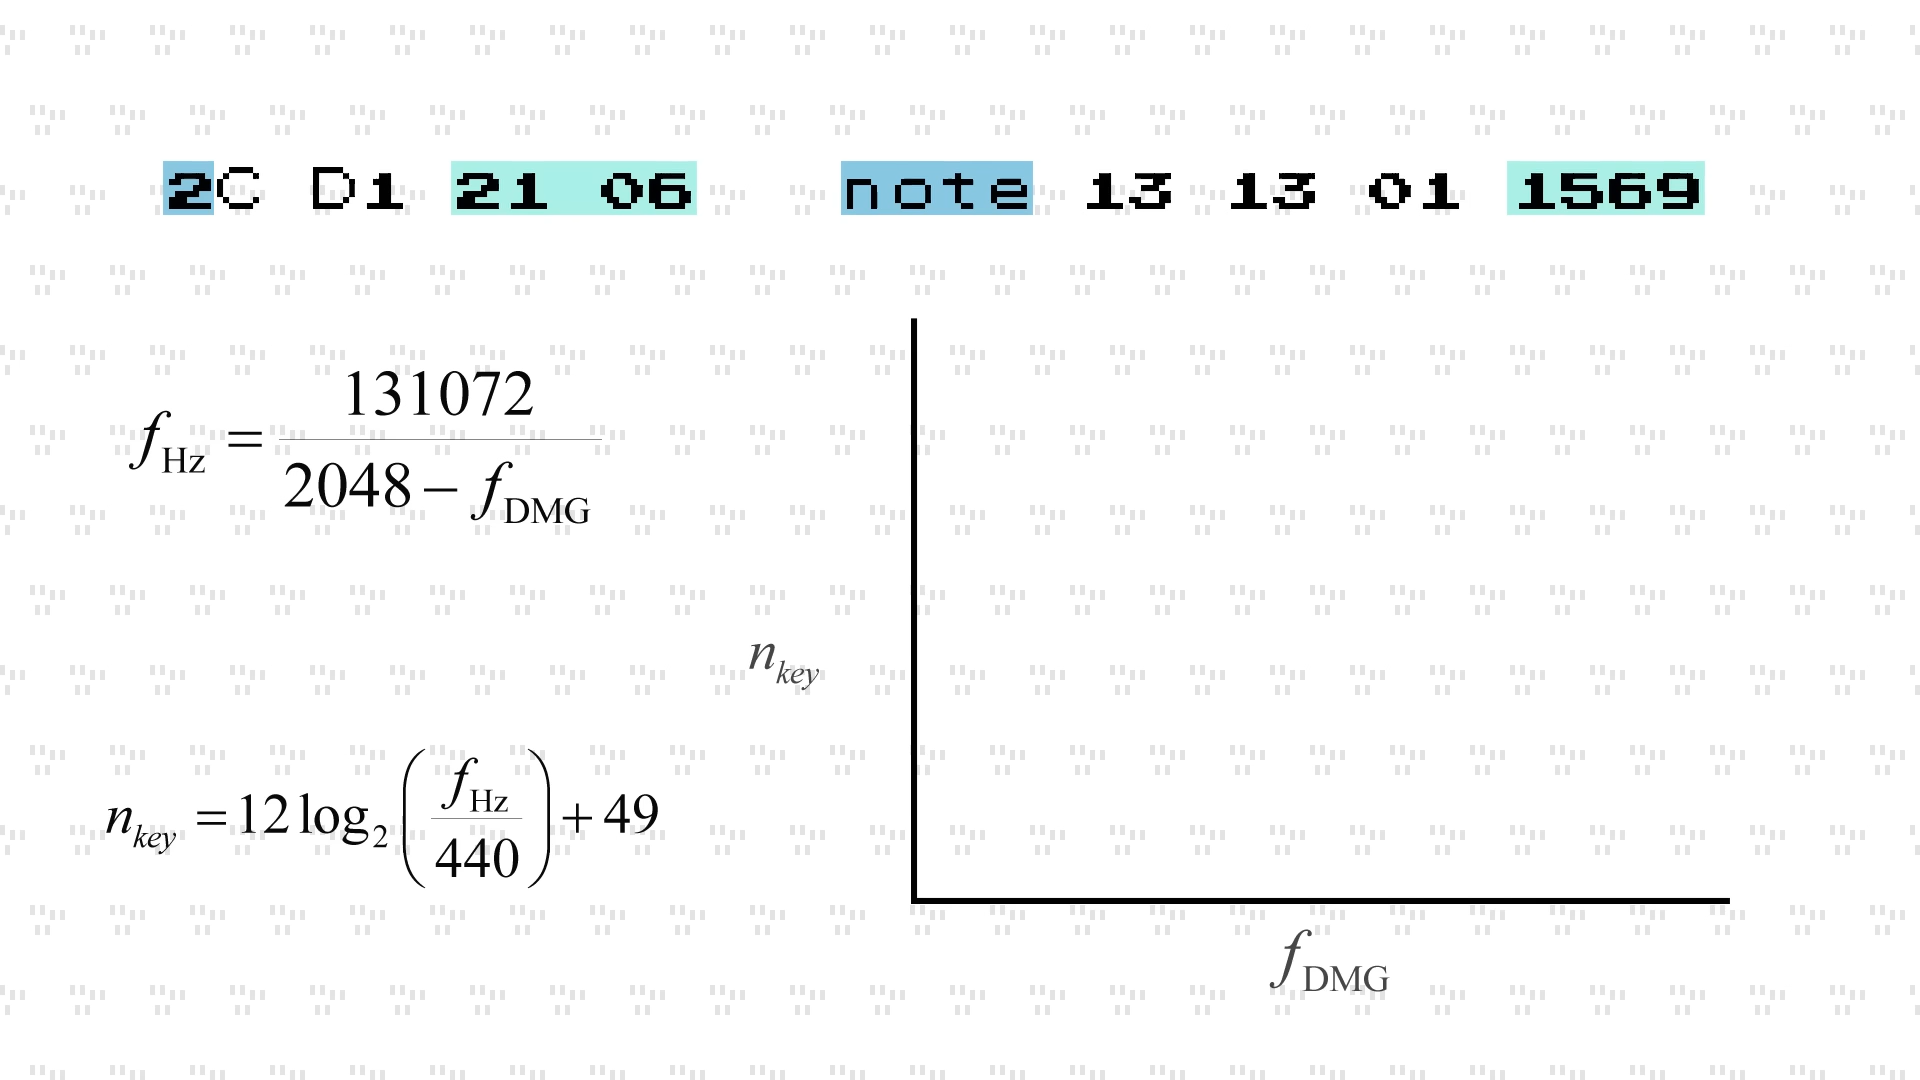 2C D1 21 06 note 13 13 01 1569
f_Hz = 131072 / (2048 − f_DMG)
n_key
n_key = 12 log_2 (f_Hz / 440) + 49
f_DMG